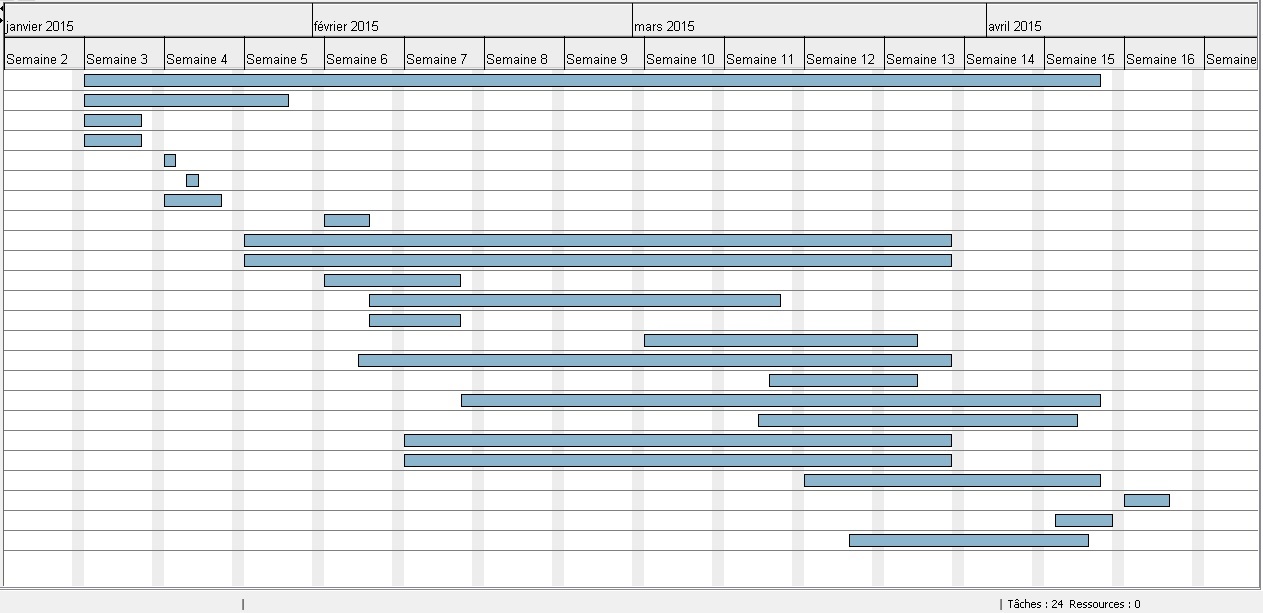 janvier 2015 février 2015 mars 2015 avril 2015
Semaine 2 Semaine 3 Semaine 4 Semaine 5 Semaine 6 Semaine 7 Semaine 8 Semaine 9 Semaine 10 Semaine 11 Semaine 12 Semaine 13 Semaine 14 Semaine 15 Semaine 16 Semaine
Tâches : 24 Ressources : 0